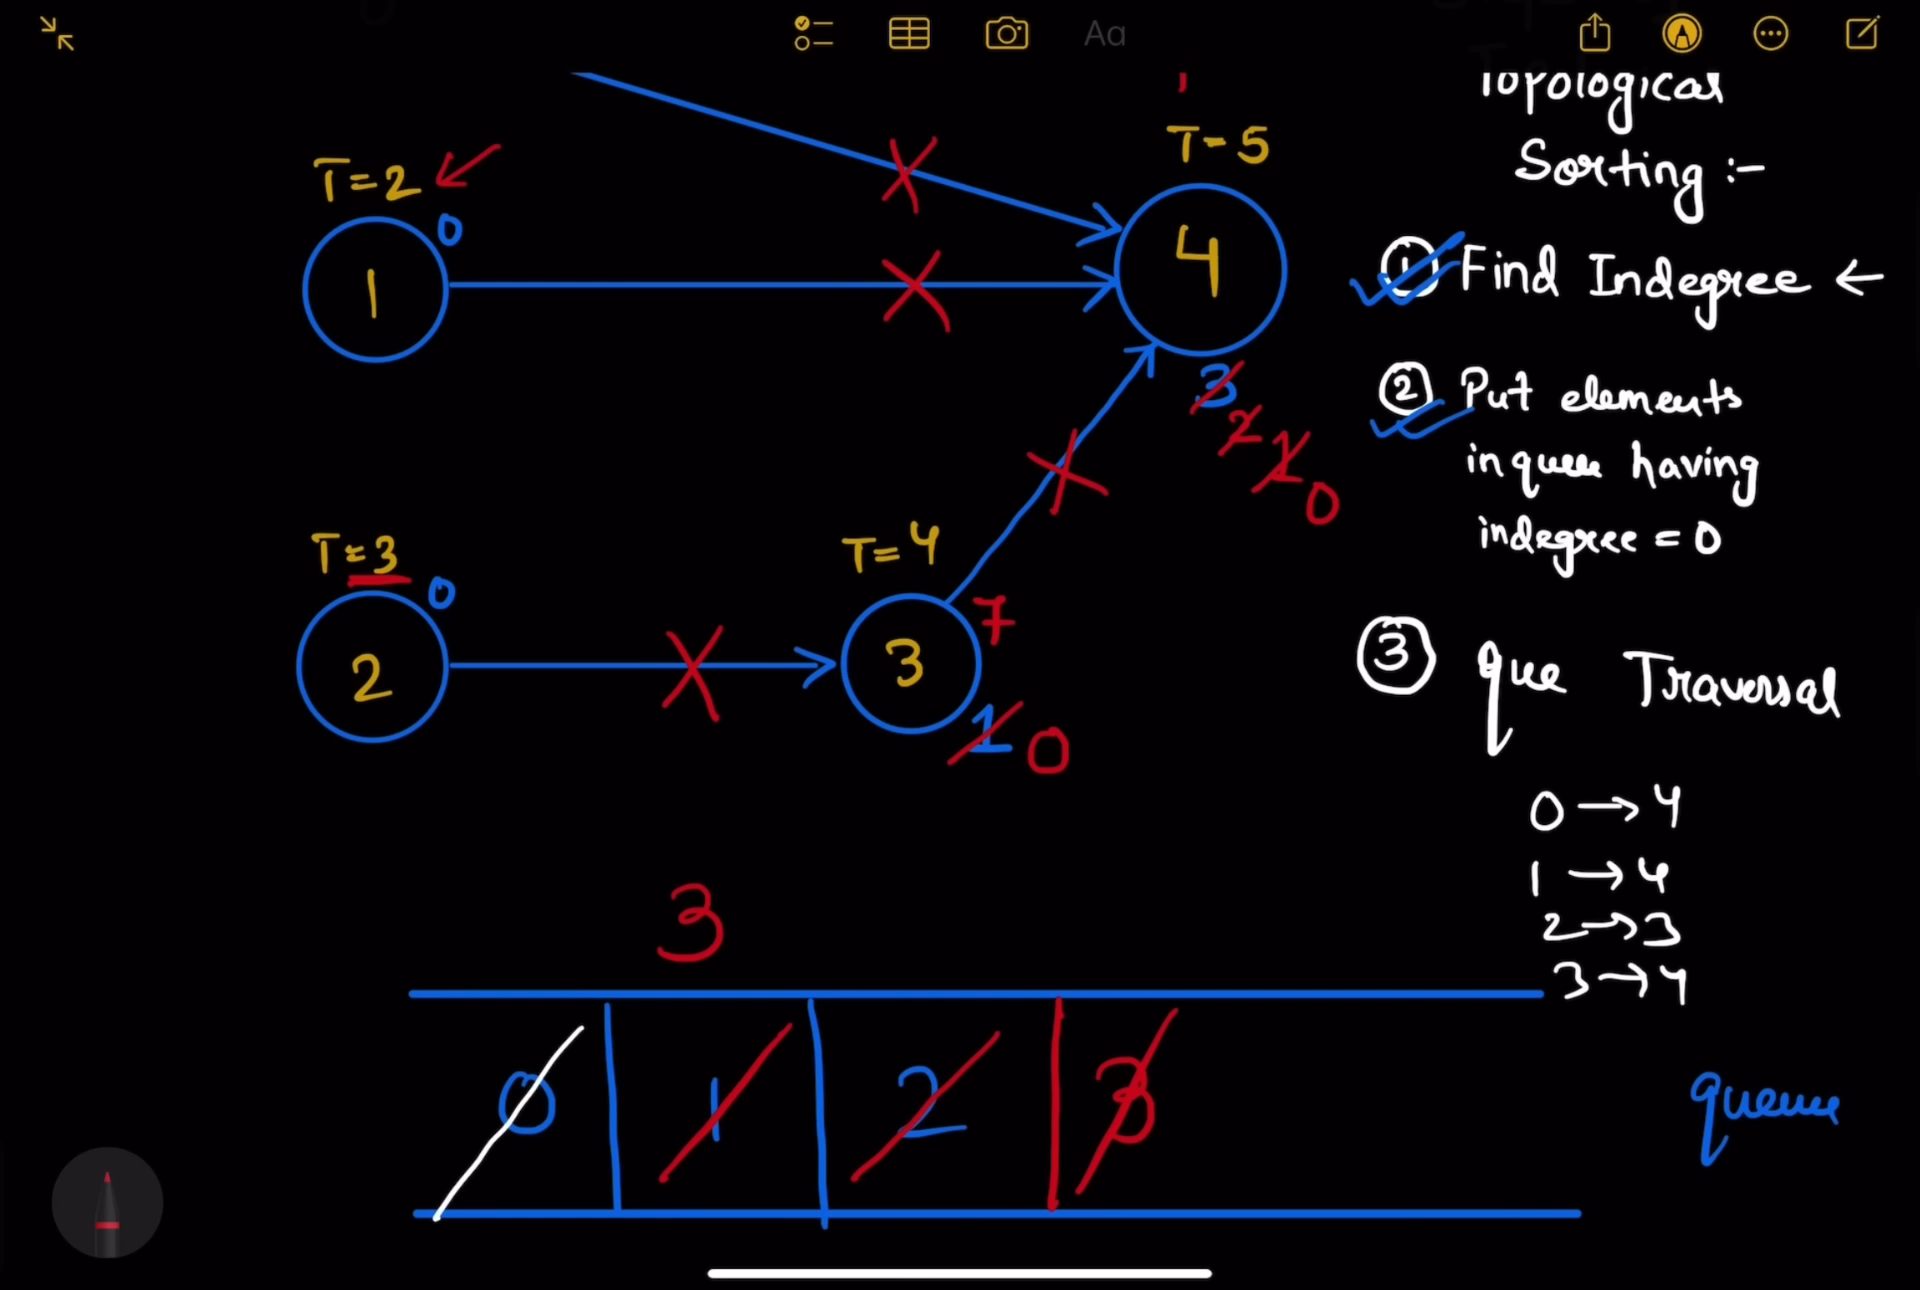 Aa
Topological
Sorting :-
① Find Indegree ←
② Put elements
in queue having
indegree = 0
③ que Traversal
0 → 4
1 → 4
2 → 3
3 → 4
T = 2
0
1
T - 5
4
3
2
1
0
T = 3
0
2
T = 4
3
7
1 0
3
0 1 2 3
queue